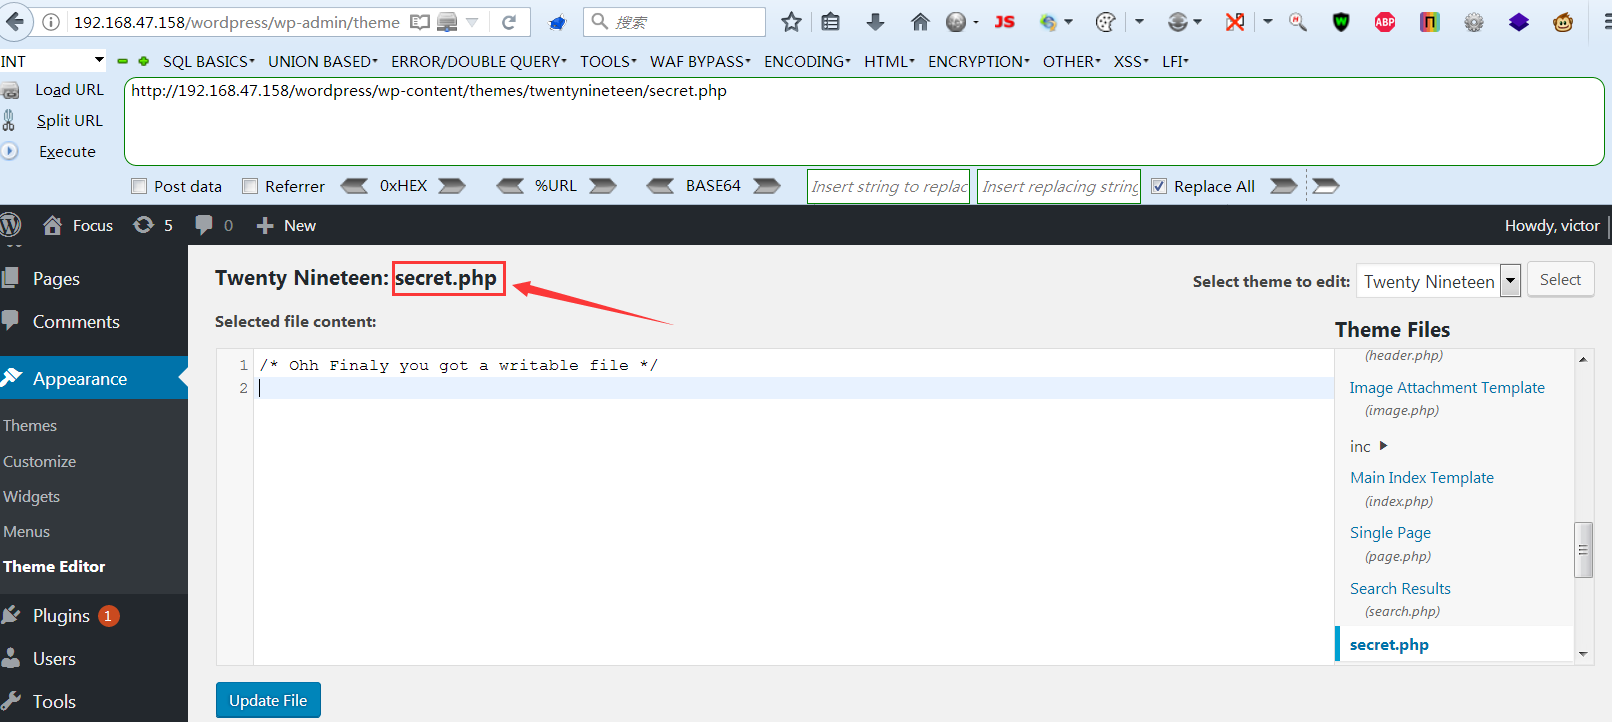 192.168.47.158/wordpress/wp-admin/theme
搜索
JS
ABP
INT
SQL BASICS
UNION BASED
ERROR/DOUBLE QUERY
TOOLS
WAF BYPASS
ENCODING
HTML
ENCRYPTION
OTHER
XSS
LFI
Load URL
Split URL
Execute
http://192.168.47.158/wordpress/wp-content/themes/twentynineteen/secret.php
Post data
Referrer
0xHEX
%URL
BASE64
Insert string to replac
Insert replacing string
Replace All
Focus
5
0
New
Howdy, victor
Pages
Comments
Appearance
Themes
Customize
Widgets
Menus
Theme Editor
Plugins 1
Users
Tools
Twenty Nineteen: secret.php
Select theme to edit: Twenty Nineteen
Select
Selected file content:
1 /* Ohh Finaly you got a writable file */
2
Theme Files
(header.php)
Image Attachment Template
(image.php)
inc
Main Index Template
(index.php)
Single Page
(page.php)
Search Results
(search.php)
secret.php
Update File